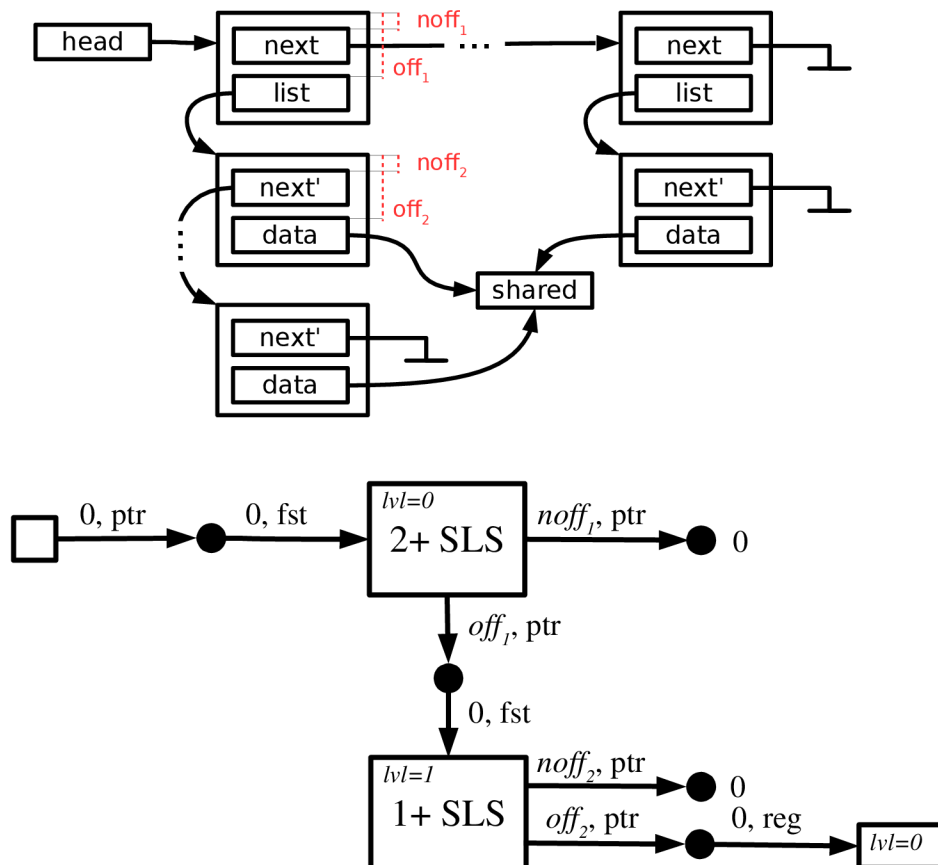 head
next
list
noff1
off1
...
next
list
next'
data
noff2
off2
next'
data
shared
next'
data
0, ptr
0, fst
lvl=0
2+ SLS
noff1, ptr
0
off1, ptr
0, fst
lvl=1
1+ SLS
noff2, ptr
0
off2, ptr
0, reg
lvl=0